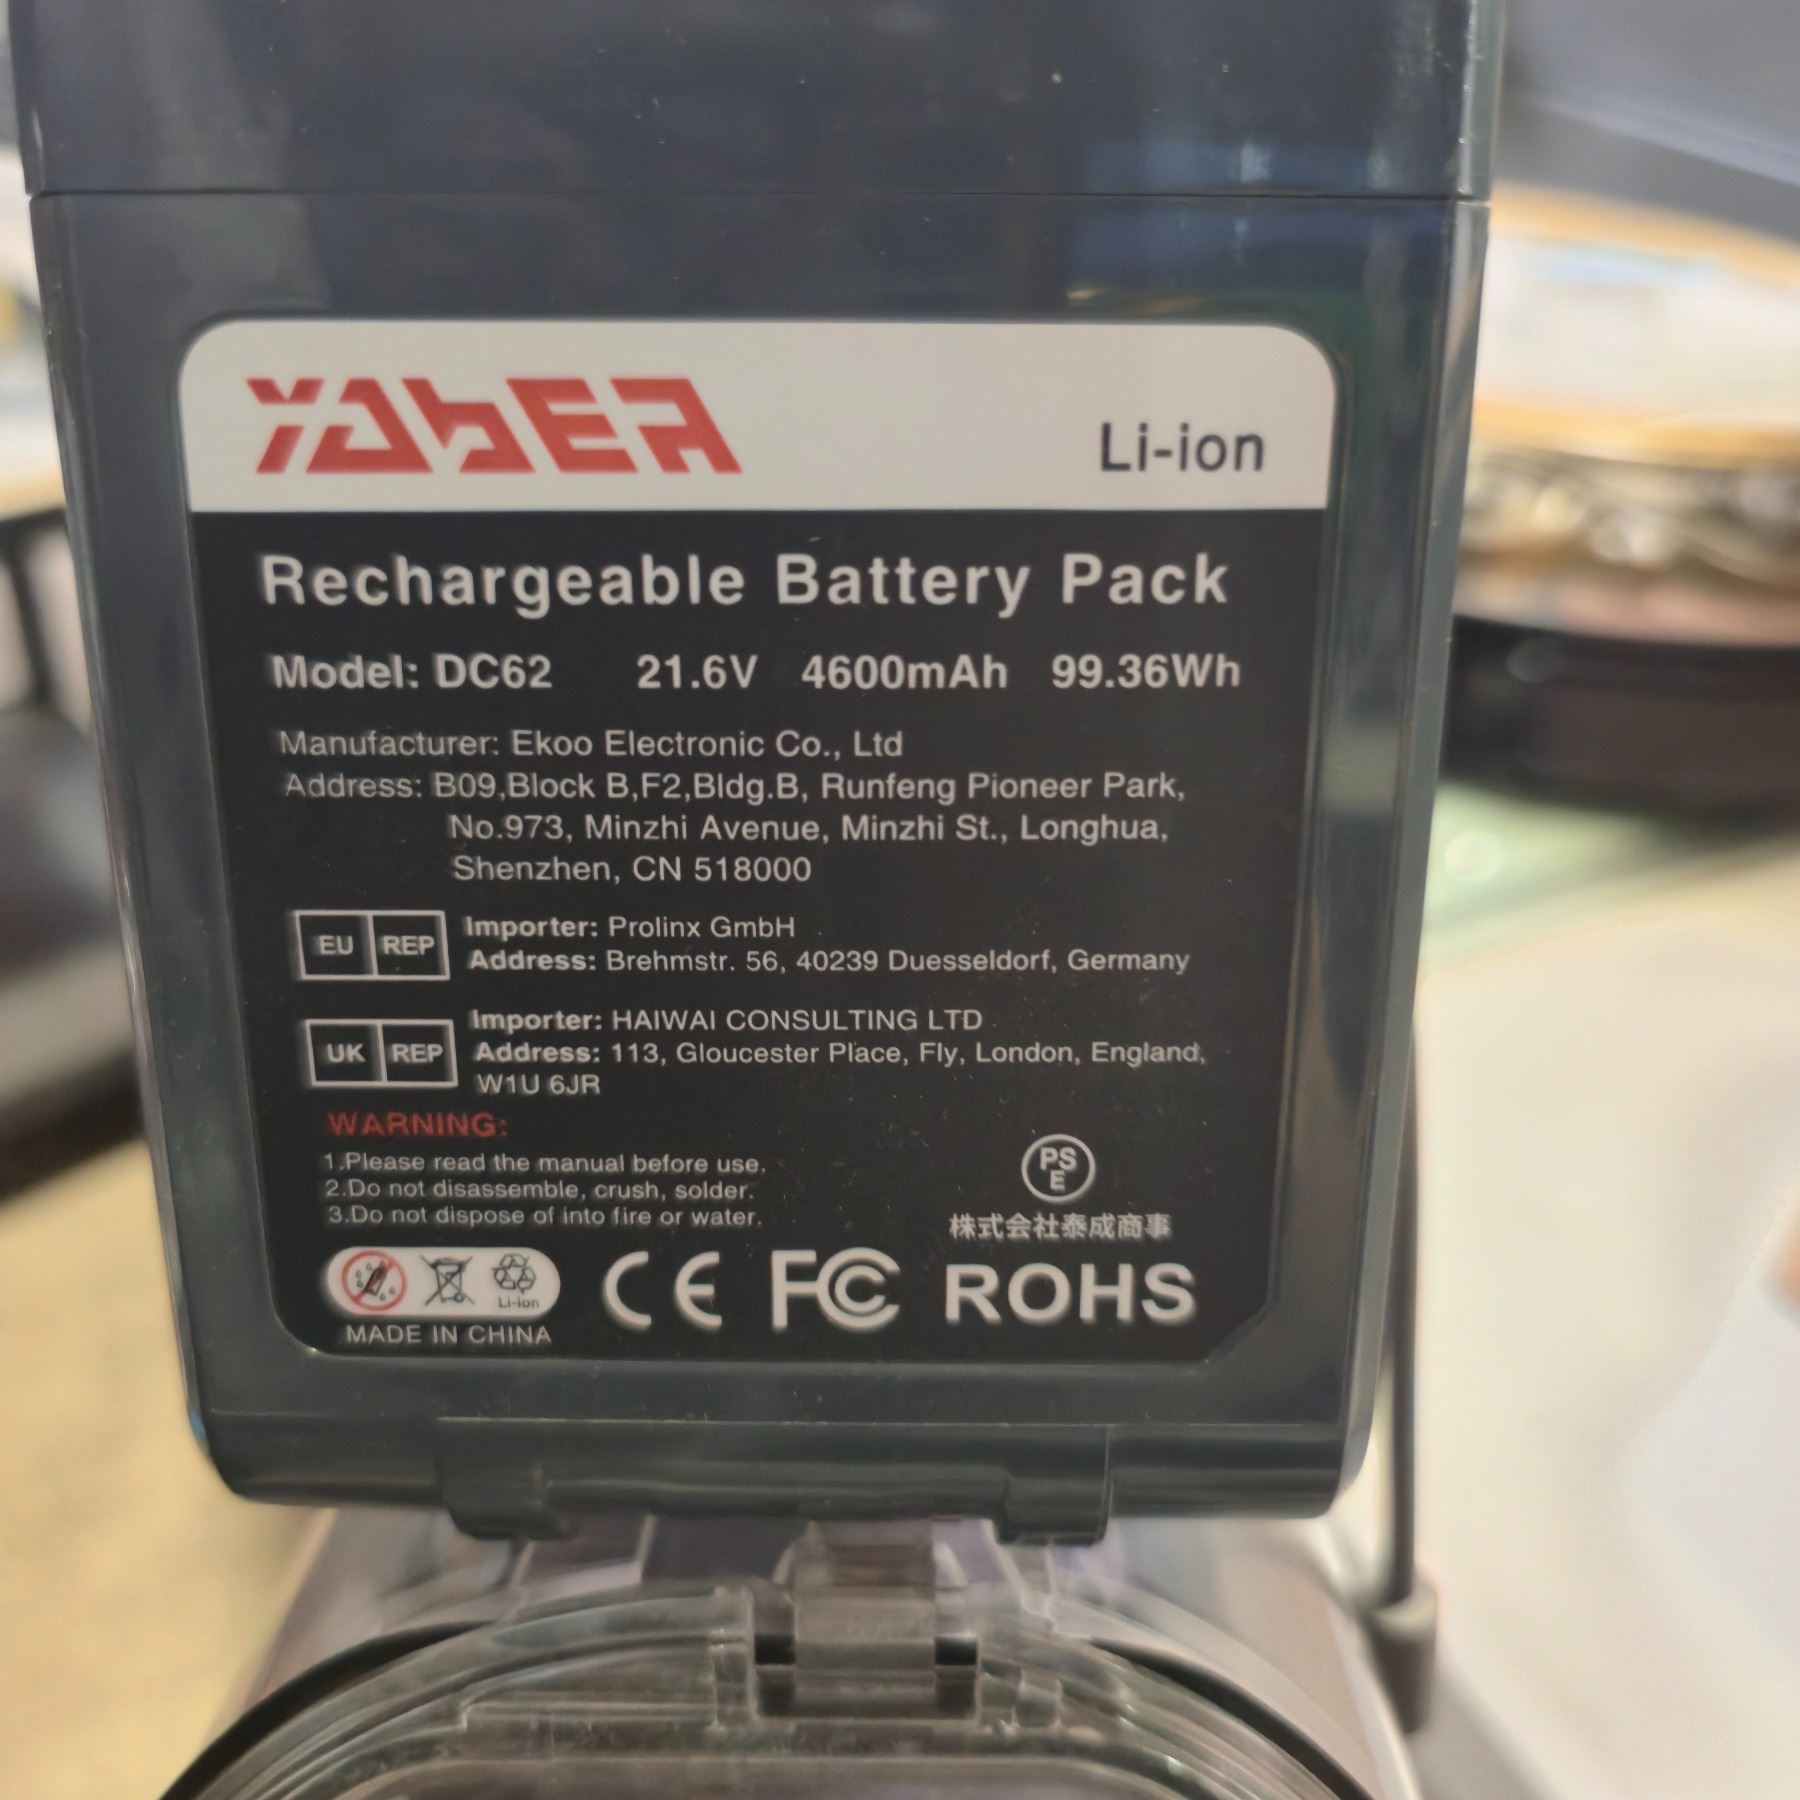 YABER
Li-ion
Rechargeable Battery Pack
Model: DC62 21.6V 4600mAh 99.36Wh
Manufacturer: Ekoo Electronic Co., Ltd
Address: B09,Block B,F2,Bldg.B, Runfeng Pioneer Park,
No.973, Minzhi Avenue, Minzhi St., Longhua,
Shenzhen, CN 518000
EU REP
Importer: Prolinx GmbH
Address: Brehmstr. 56, 40239 Duesseldorf, Germany
UK REP
Importer: HAIWAI CONSULTING LTD
Address: 113, Gloucester Place, Fly, London, England,
W1U 6JR
WARNING:
1.Please read the manual before use.
2.Do not disassemble, crush, solder.
3.Do not dispose of into fire or water.
PS
E
株式会社泰成商事
Li-ion
CE FC ROHS
MADE IN CHINA